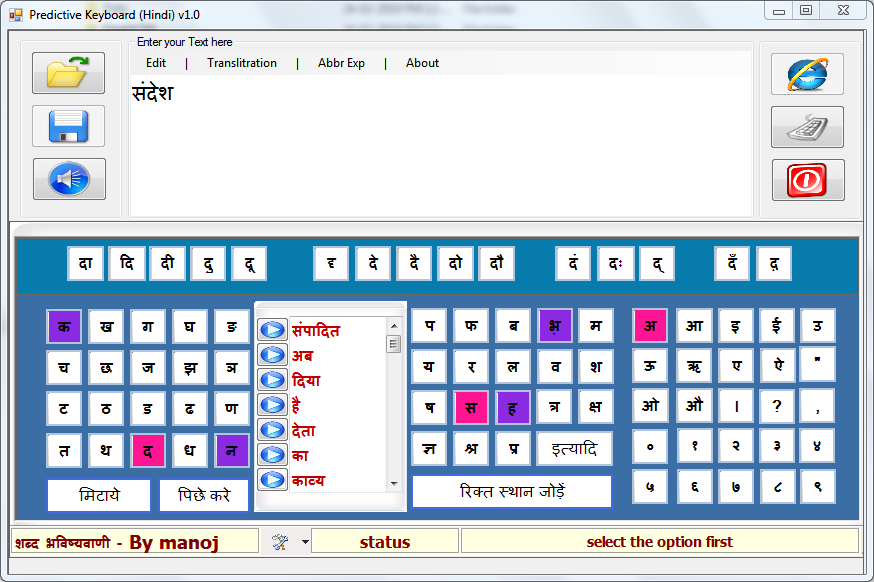 Predictive Keyboard (Hindi) v1.0
Enter your Text here
Edit | Translitration | Abbr Exp | About
संदेश
दा दि दी दु दू दृ दे दै दो दौ दं दः द् दँ द़
क ख ग घ ङ
च छ ज झ ञ
ट ठ ड ढ ण
त थ द ध न
मिटाये पिछे करे
संपादित
अब
दिया
है
देता
का
काव्य
प फ ब भ म
य र ल व श
ष स ह त्र क्ष
ज्ञ श्र प्र इत्यादि
रिक्त स्थान जोड़ें
अ आ इ ई उ
ऊ ऋ ए ऐ "
ओ औ । ? ,
० १ २ ३ ४
५ ६ ७ ८ ९
शब्द भविष्यवाणी - By manoj status select the option first